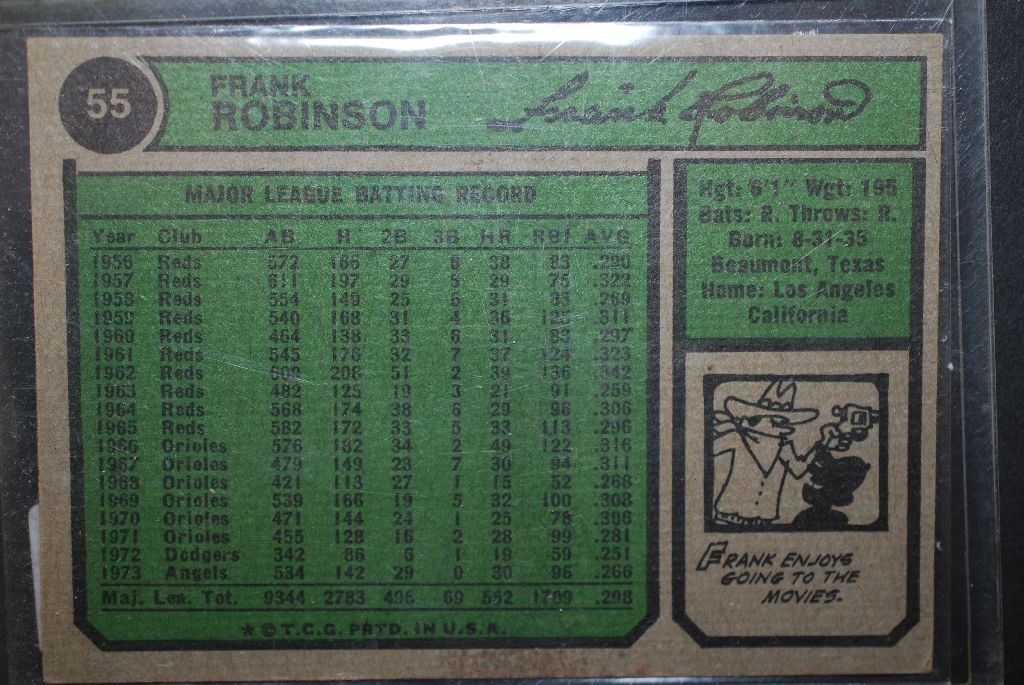 55
FRANK
ROBINSON
Frank Robinson
MAJOR LEAGUE BATTING RECORD
Year Club AB H 2B 3B HR RBI AVG
1956 Reds 572 166 27 6 38 83 .290
1957 Reds 611 197 29 5 29 75 .322
1958 Reds 554 149 25 6 31 83 .269
1959 Reds 540 168 31 4 36 125 .311
1960 Reds 464 138 33 6 31 83 .297
1961 Reds 545 176 32 7 37 124 .323
1962 Reds 609 208 51 2 39 136 .342
1963 Reds 482 125 19 3 21 91 .259
1964 Reds 568 174 38 6 29 96 .306
1965 Reds 582 172 33 5 33 113 .296
1966 Orioles 576 182 34 2 49 122 .316
1967 Orioles 479 149 23 7 30 94 .311
1968 Orioles 421 113 27 1 15 52 .268
1969 Orioles 539 166 19 5 32 100 .308
1970 Orioles 471 144 24 1 25 78 .306
1971 Orioles 455 128 16 2 28 99 .281
1972 Dodgers 342 86 6 1 19 59 .251
1973 Angels 534 142 29 0 30 96 .266
Maj. Lea. Tot. 9344 2783 496 69 552 1709 .298
* © T.C.G. PRTD. IN U.S.A.
Hgt: 6'1" Wgt: 195
Bats: R. Throws: R.
Born: 8-31-35
Beaumont, Texas
Home: Los Angeles
California
FRANK ENJOYS
GOING TO THE
MOVIES.